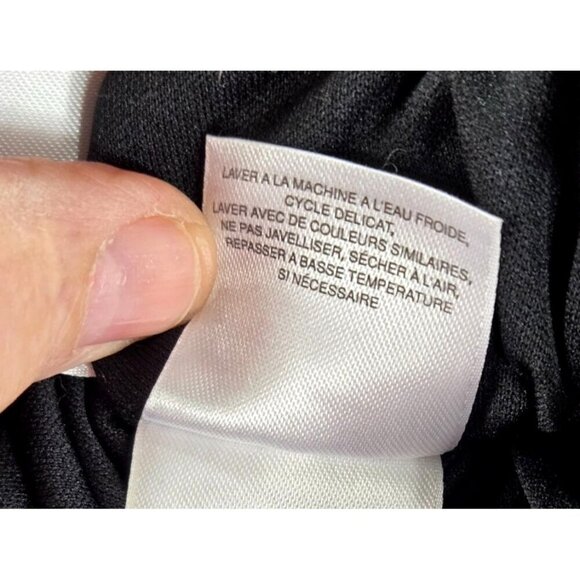 LAVER A LA MACHINE A L'EAU FROIDE,
CYCLE DELICAT,
LAVER AVEC DE COULEURS SIMILAIRES,
NE PAS JAVELLISER, SÉCHER À L'AIR,
REPASSER A BASSE TEMPERATURE
SI NÉCESSAIRE